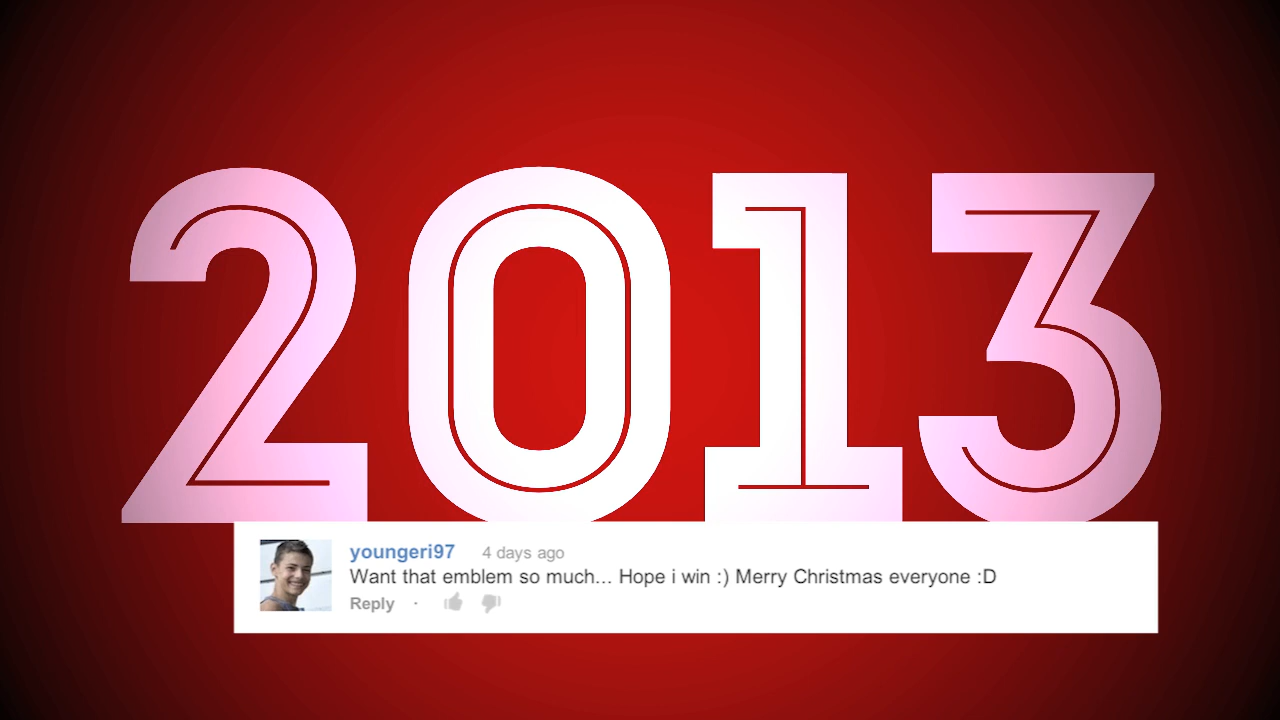 2013
youngeri97 4 days ago
Want that emblem so much... Hope i win :) Merry Christmas everyone :D
Reply ·